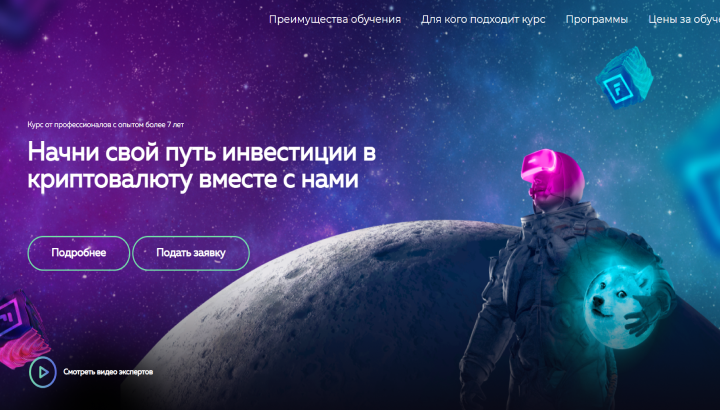 Преимущества обучения Для кого подходит курс Программы Цены за обуче
Курс от профессионалов с опытом более 7 лет
Начни свой путь инвестиции в
криптовалюту вместе с нами
Подробнее Подать заявку
Смотреть видео экспертов